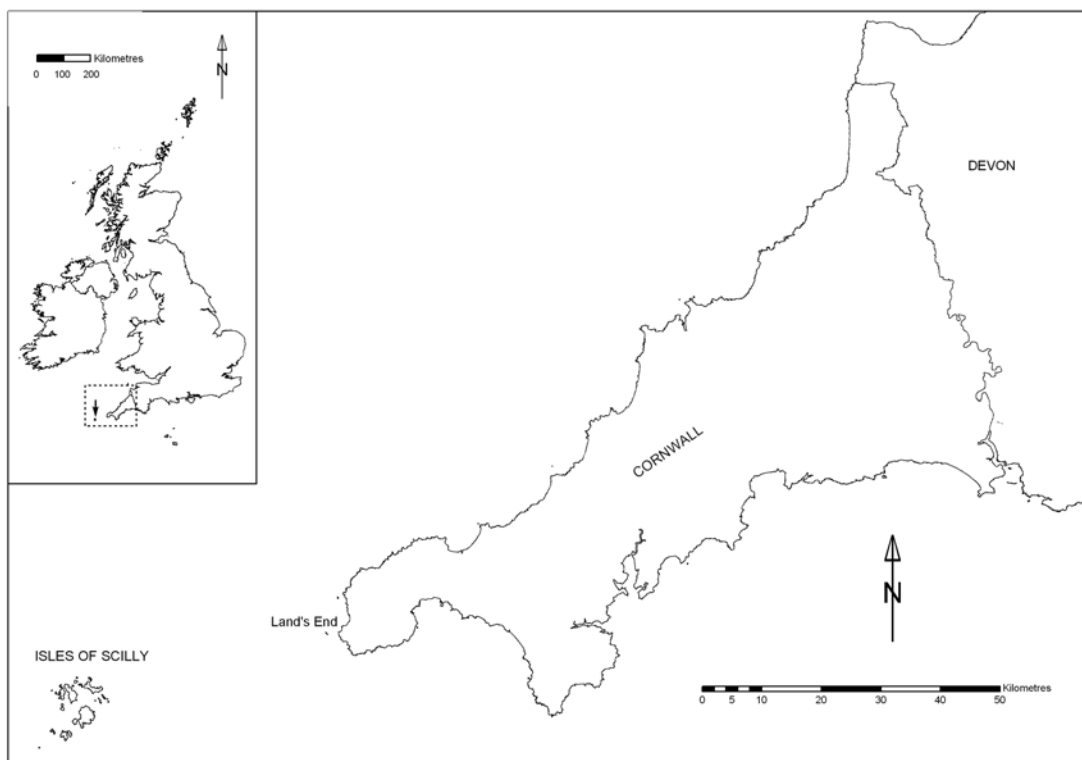 Kilometres
0 100 200
N
DEVON
CORNWALL
N
Land's End
ISLES OF SCILLY
Kilometres
0 5 10 20 30 40 50